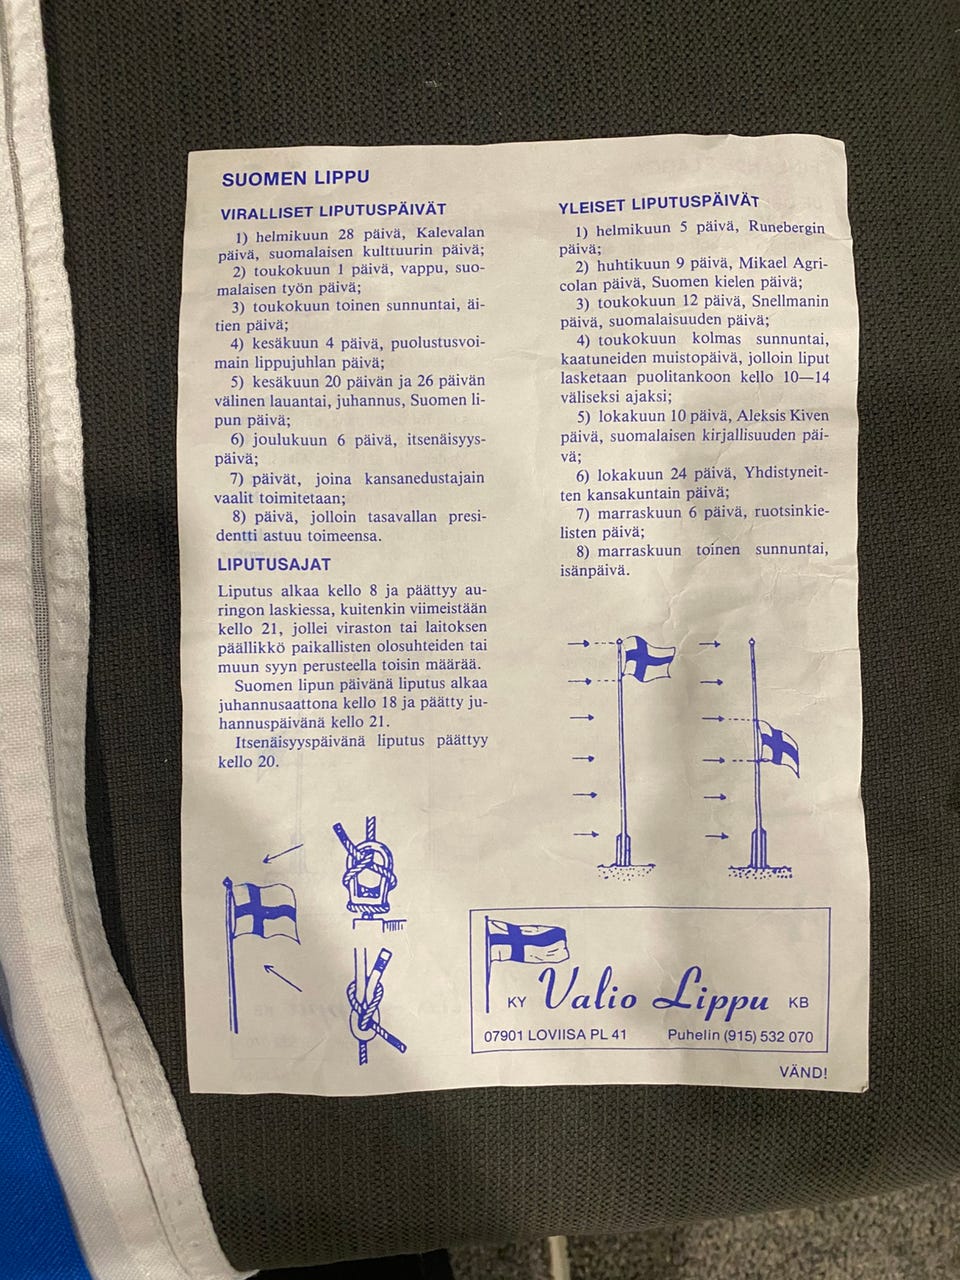 SUOMEN LIPPU
VIRALLISET LIPUTUSPÄIVÄT
1) helmikuun 28 päivä, Kalevalan
päivä, suomalaisen kulttuurin päivä;
2) toukokuun 1 päivä, vappu, suo-
malaisen työn päivä;
3) toukokuun toinen sunnuntai, äi-
tien päivä;
4) kesäkuun 4 päivä, puolustusvoi-
main lippujuhlan päivä;
5) kesäkuun 20 päivän ja 26 päivän
välinen lauantai, juhannus, Suomen li-
pun päivä;
6) joulukuun 6 päivä, itsenäisyys-
päivä;
7) päivät, joina kansanedustajain
vaalit toimitetaan;
8) päivä, jolloin tasavallan presi-
dentti astuu toimeensa.
LIPUTUSAJAT
Liputus alkaa kello 8 ja päättyy au-
ringon laskiessa, kuitenkin viimeistään
kello 21, jollei viraston tai laitoksen
päällikkö paikallisten olosuhteiden tai
muun syyn perusteella toisin määrää.
Suomen lipun päivänä liputus alkaa
juhannusaattona kello 18 ja päätty ju-
hannuspäivänä kello 21.
Itsenäisyyspäivänä liputus päättyy
kello 20.
YLEISET LIPUTUSPÄIVÄT
1) helmikuun 5 päivä, Runebergin
päivä;
2) huhtikuun 9 päivä, Mikael Agri-
colan päivä, Suomen kielen päivä;
3) toukokuun 12 päivä, Snellmanin
päivä, suomalaisuuden päivä;
4) toukokuun kolmas sunnuntai,
kaatuneiden muistopäivä, jolloin liput
lasketaan puolitankoon kello 10—14
väliseksi ajaksi;
5) lokakuun 10 päivä, Aleksis Kiven
päivä, suomalaisen kirjallisuuden päi-
vä;
6) lokakuun 24 päivä, Yhdistyneit-
ten kansakuntain päivä;
7) marraskuun 6 päivä, ruotsinkie-
listen päivä;
8) marraskuun toinen sunnuntai,
isänpäivä.
KY Valio Lippu KB
07901 LOVIISA PL 41 Puhelin (915) 532 070
VÄND!